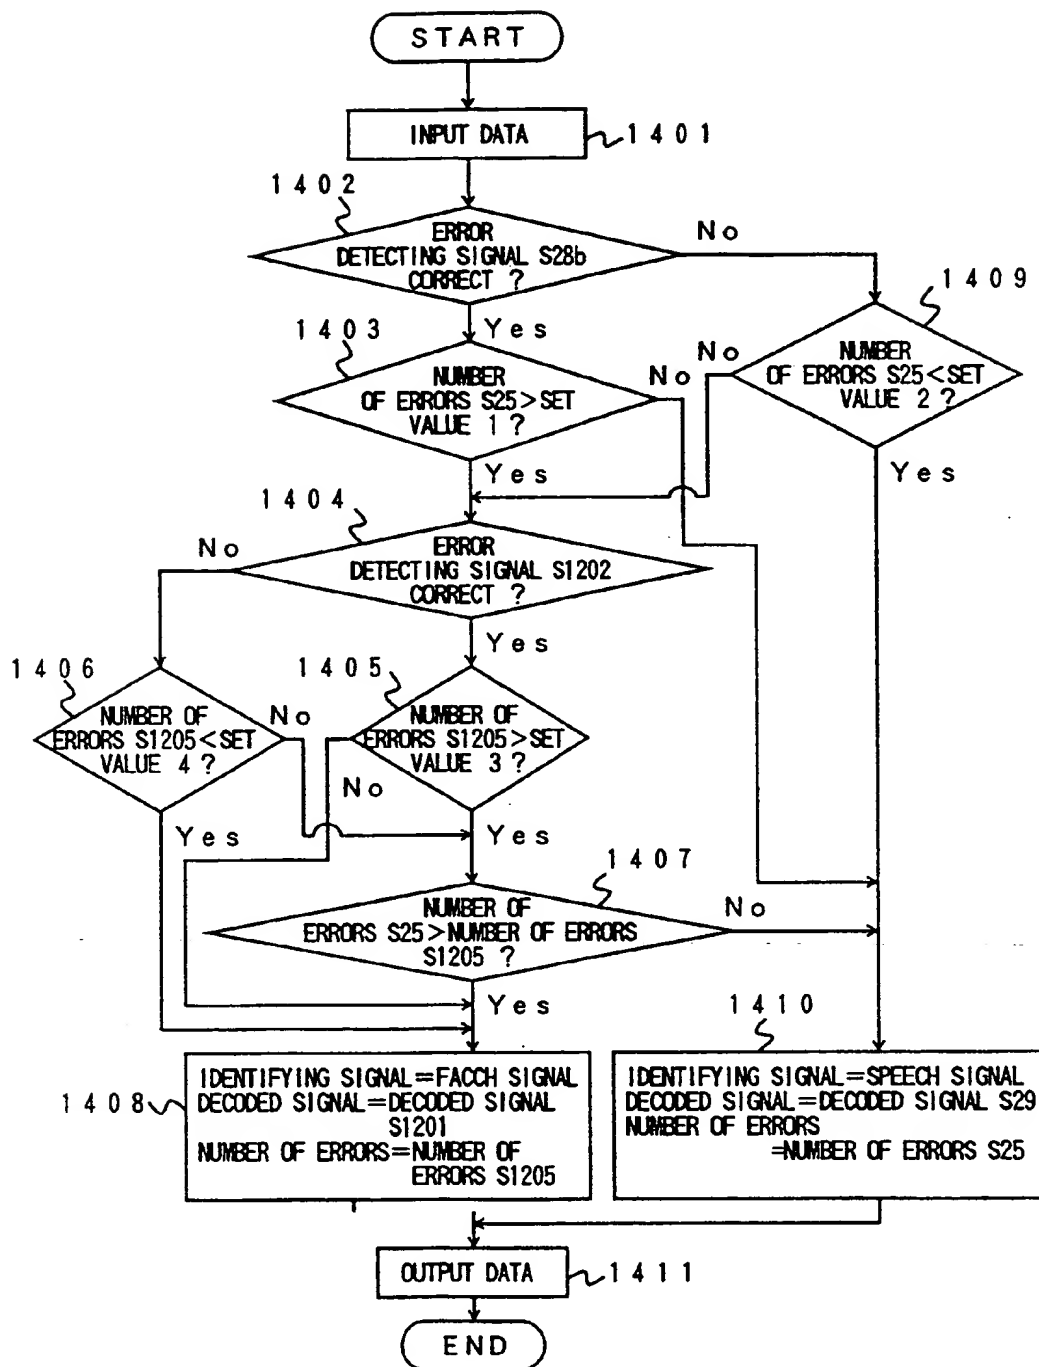 START
INPUT DATA
1401
1402
ERROR
DETECTING SIGNAL S28b
CORRECT ?
No
Yes
1409
NUMBER
OF ERRORS S25<SET
VALUE 2 ?
No
Yes
1403
NUMBER
OF ERRORS S25>SET
VALUE 1 ?
No
Yes
1404
ERROR
DETECTING SIGNAL S1202
CORRECT ?
No
Yes
1406
NUMBER OF
ERRORS S1205<SET
VALUE 4 ?
No
Yes
1405
NUMBER OF
ERRORS S1205>SET
VALUE 3 ?
No
Yes
1407
NUMBER OF
ERRORS S25>NUMBER OF ERRORS
S1205 ?
No
Yes
1408
IDENTIFYING SIGNAL=FACCH SIGNAL
DECODED SIGNAL=DECODED SIGNAL
S1201
NUMBER OF ERRORS=NUMBER OF
ERRORS S1205
1410
IDENTIFYING SIGNAL=SPEECH SIGNAL
DECODED SIGNAL=DECODED SIGNAL S29
NUMBER OF ERRORS
=NUMBER OF ERRORS S25
OUTPUT DATA
1411
END